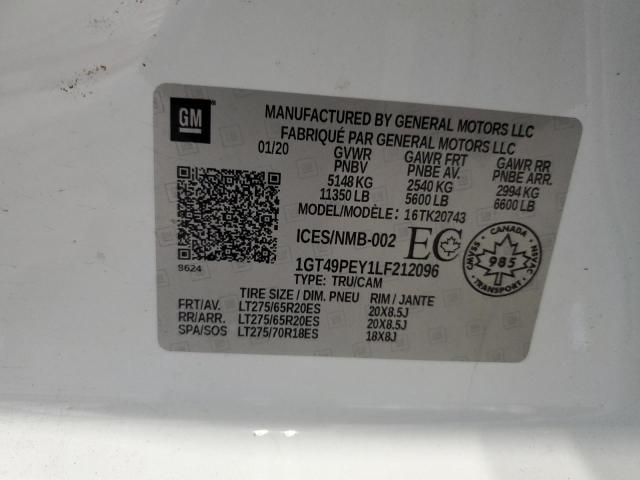 GM
MANUFACTURED BY GENERAL MOTORS LLC
FABRIQUÉ PAR GENERAL MOTORS LLC
01/20
GVWR GAWR FRT GAWR RR
PNBV PNBE AV. PNBE ARR.
5148 KG 2540 KG 2994 KG
11350 LB 5600 LB 6600 LB
MODEL/MODÈLE: 16TK20743
ICES/NMB-002 EC
CANADA
CMVSS 985 NSVAC
TRANSPORT
1GT49PEY1LF212096
TYPE: TRU/CAM
9624
TIRE SIZE / DIM. PNEU RIM / JANTE
FRT/AV. LT275/65R20ES 20X8.5J
RR/ARR. LT275/65R20ES 20X8.5J
SPA/SOS LT275/70R18ES 18X8J